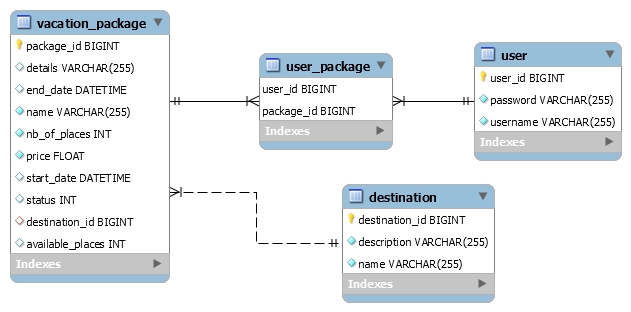 vacation_package
package_id BIGINT
details VARCHAR(255)
end_date DATETIME
name VARCHAR(255)
nb_of_places INT
price FLOAT
start_date DATETIME
status INT
destination_id BIGINT
available_places INT
Indexes
user_package
user_id BIGINT
package_id BIGINT
Indexes
user
user_id BIGINT
password VARCHAR(255)
username VARCHAR(255)
Indexes
destination
destination_id BIGINT
description VARCHAR(255)
name VARCHAR(255)
Indexes